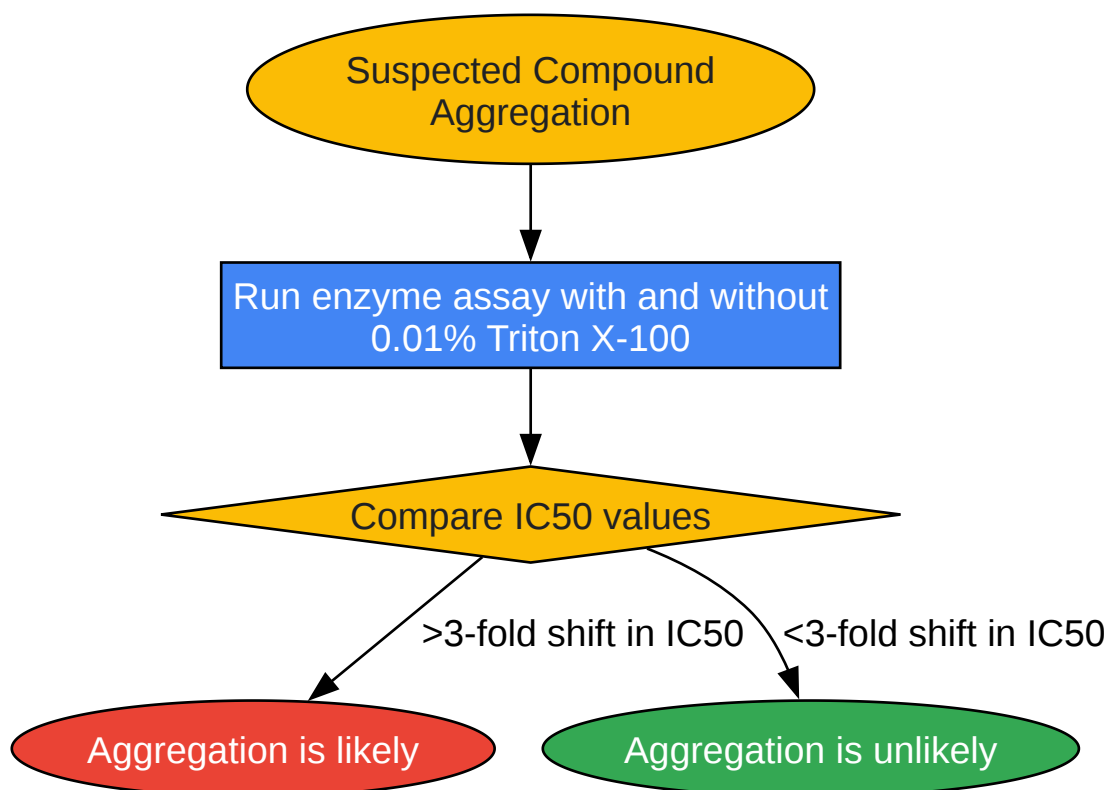 Suspected Compound
Aggregation
Run enzyme assay with and without
0.01% Triton X-100
Compare IC50 values
>3-fold shift in IC50
<3-fold shift in IC50
Aggregation is likely
Aggregation is unlikely